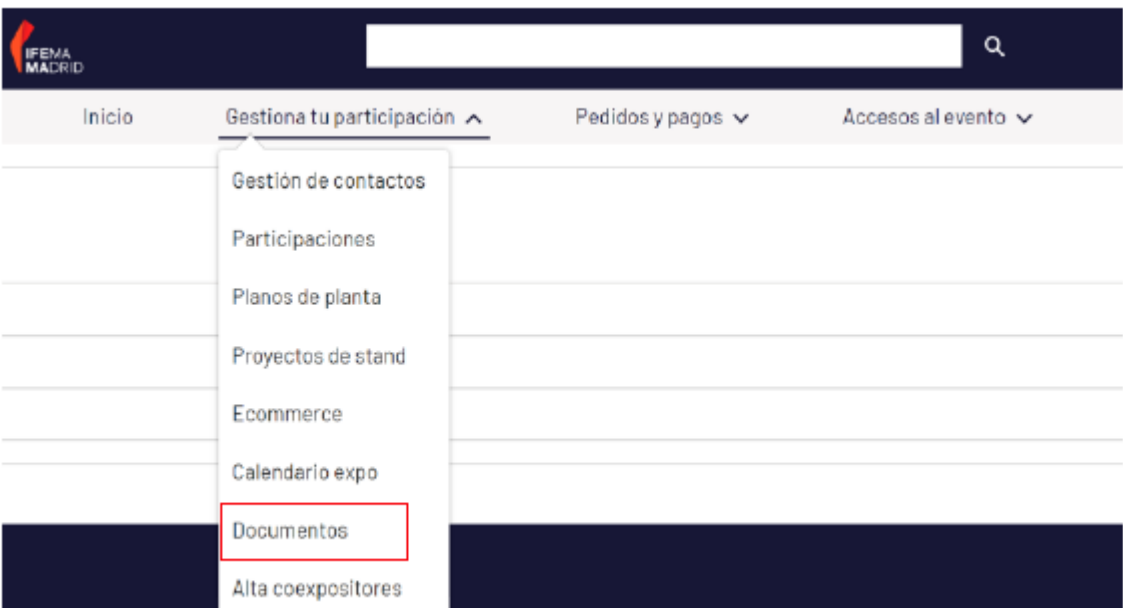 IFEMA
MADRID
Inicio
Gestiona tu participación
Pedidos y pagos
Accesos al evento
Gestión de contactos
Participaciones
Planos de planta
Proyectos de stand
Ecommerce
Calendario expo
Documentos
Alta coexpositores